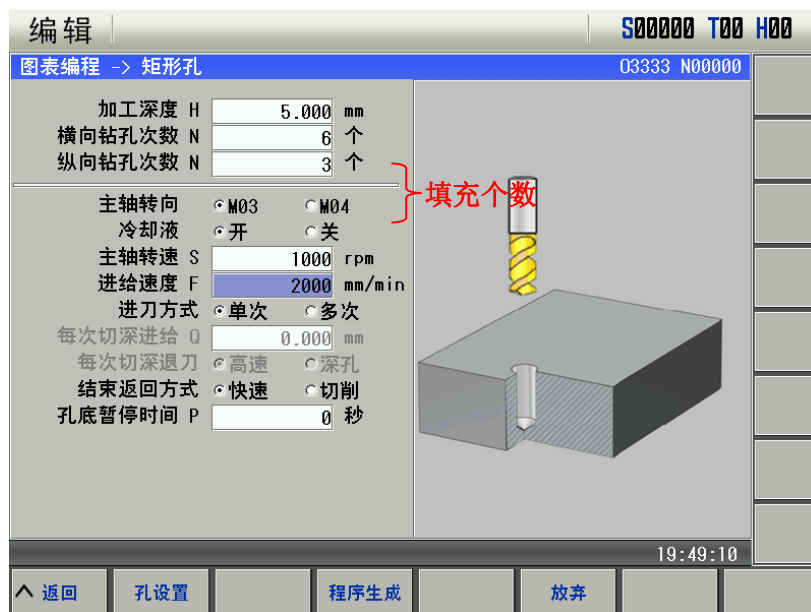 编辑 S00000 T00 H00
图表编程 -> 矩形孔 O3333 N00000
加工深度 H 5.000 mm
横向钻孔次数 N 6 个
纵向钻孔次数 N 3 个
填充个数
主轴转向 M03 M04
冷却液 开 关
主轴转速 S 1000 rpm
进给速度 F 2000 mm/min
进刀方式 单次 多次
每次切深进给 Q 0.000 mm
每次切深退刀 高速 深孔
结束返回方式 快速 切削
孔底暂停时间 P 0 秒
19:49:10
返回 孔设置 程序生成 放弃